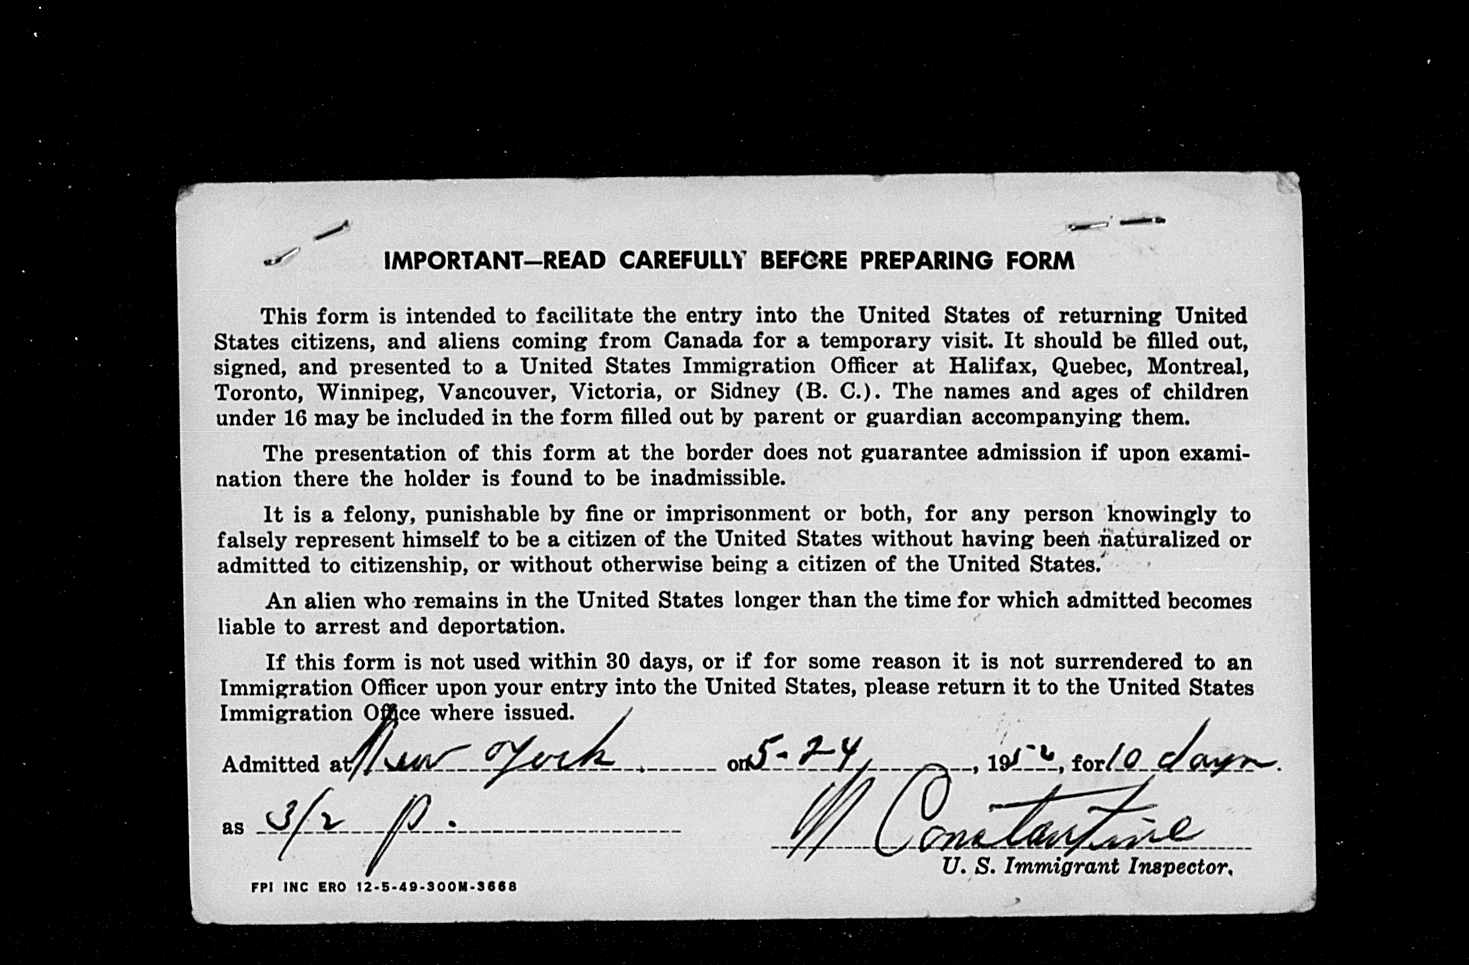 IMPORTANT—READ CAREFULLY BEFORE PREPARING FORM
This form is intended to facilitate the entry into the United States of returning United
States citizens, and aliens coming from Canada for a temporary visit. It should be filled out,
signed, and presented to a United States Immigration Officer at Halifax, Quebec, Montreal,
Toronto, Winnipeg, Vancouver, Victoria, or Sidney (B. C.). The names and ages of children
under 16 may be included in the form filled out by parent or guardian accompanying them.
The presentation of this form at the border does not guarantee admission if upon exami-
nation there the holder is found to be inadmissible.
It is a felony, punishable by fine or imprisonment or both, for any person knowingly to
falsely represent himself to be a citizen of the United States without having been naturalized or
admitted to citizenship, or without otherwise being a citizen of the United States.
An alien who remains in the United States longer than the time for which admitted becomes
liable to arrest and deportation.
If this form is not used within 30 days, or if for some reason it is not surrendered to an
Immigration Officer upon your entry into the United States, please return it to the United States
Immigration Office where issued.
Admitted at New York on 5-24, 1952, for 10 days.
as 3/2 p. Constantine
U. S. Immigrant Inspector.
FPI INC ERO 12-5-49-300M-3668